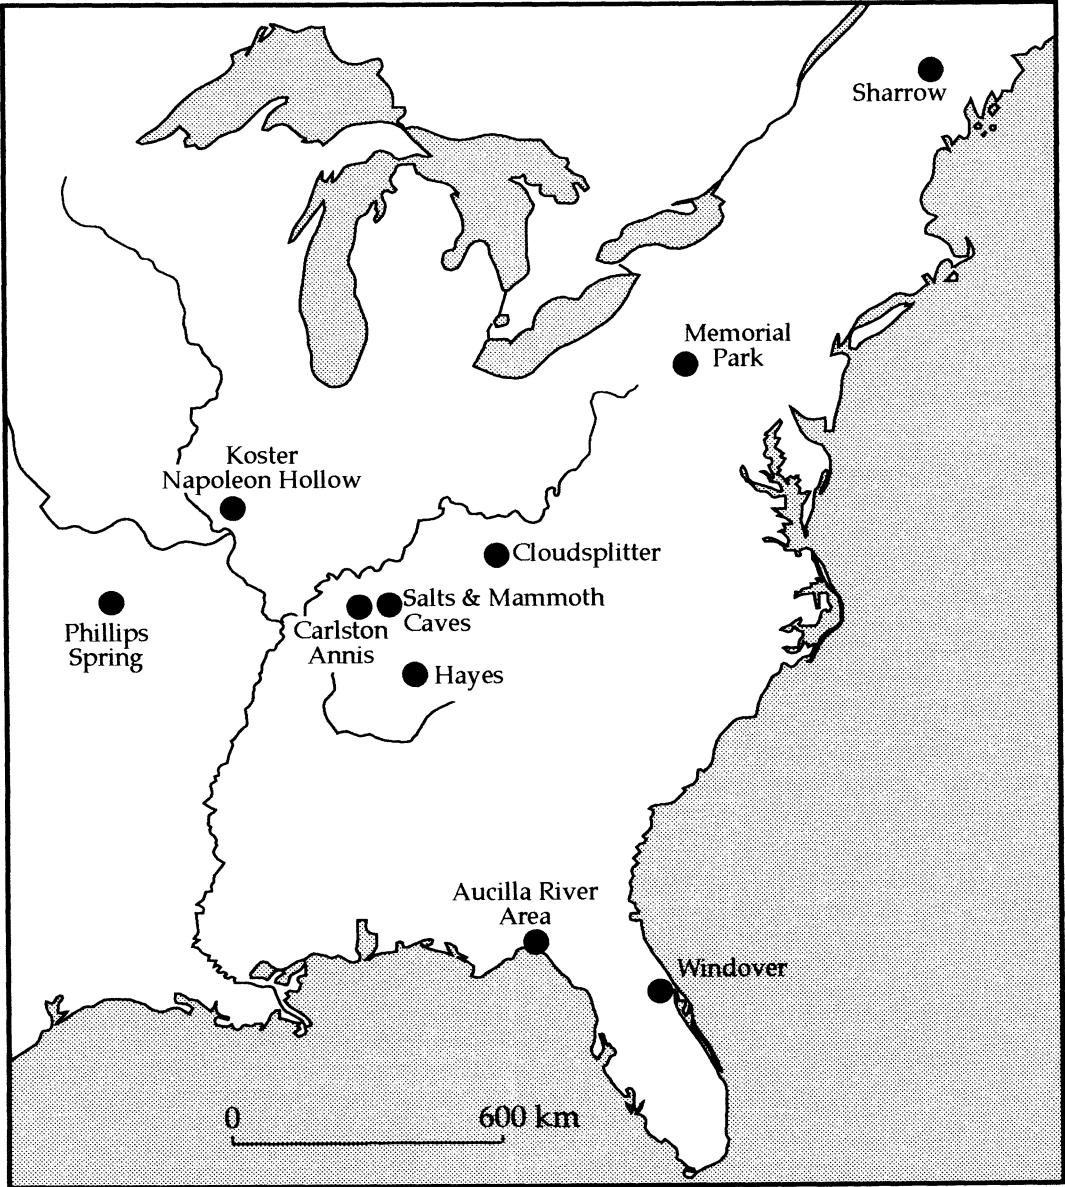 Sharrow
Memorial
Park
Koster
Napoleon Hollow
Cloudsplitter
Salts & Mammoth
Caves
Carlston
Annis
Phillips
Spring
Hayes
Aucilla River
Area
Windover
0
600 km